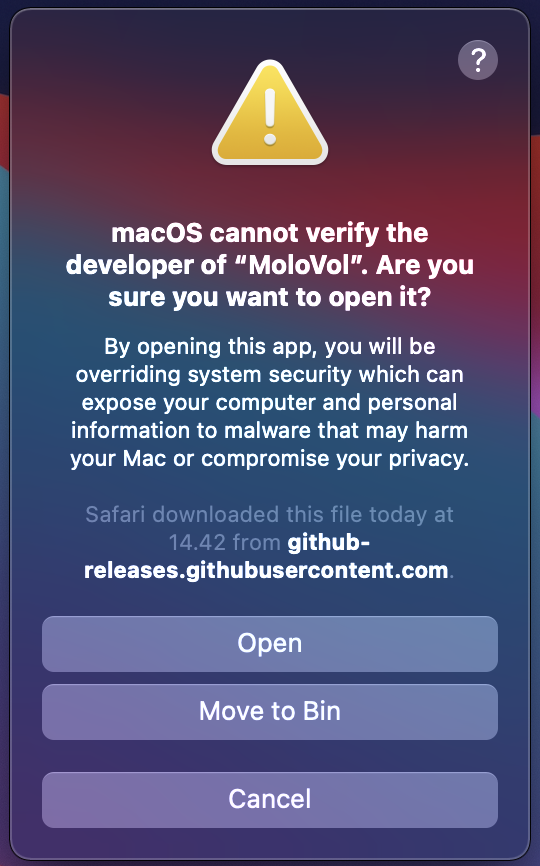 ?
macOS cannot verify the
developer of “MoloVol”. Are you
sure you want to open it?
By opening this app, you will be
overriding system security which can
expose your computer and personal
information to malware that may harm
your Mac or compromise your privacy.
Safari downloaded this file today at
14.42 from github-
releases.githubusercontent.com.
Open
Move to Bin
Cancel